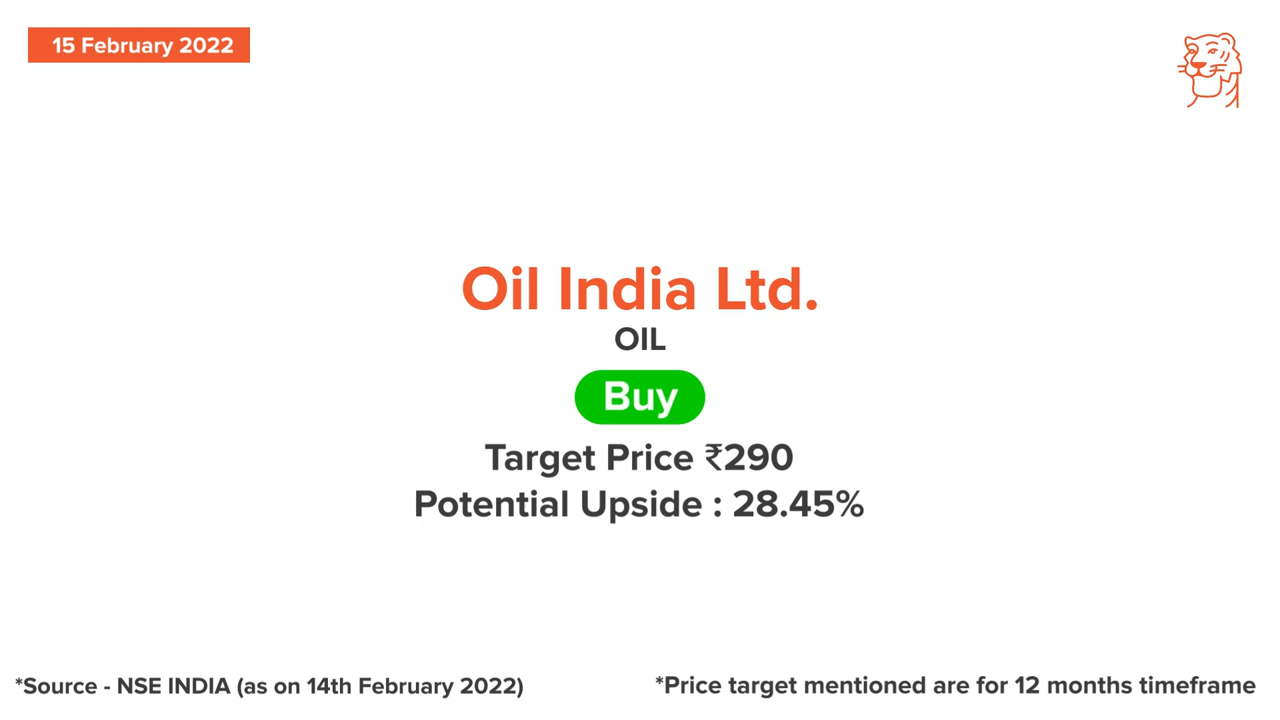 15 February 2022
Oil India Ltd.
OIL
Buy
Target Price ₹290
Potential Upside : 28.45%
*Source - NSE INDIA (as on 14th February 2022)
*Price target mentioned are for 12 months timeframe